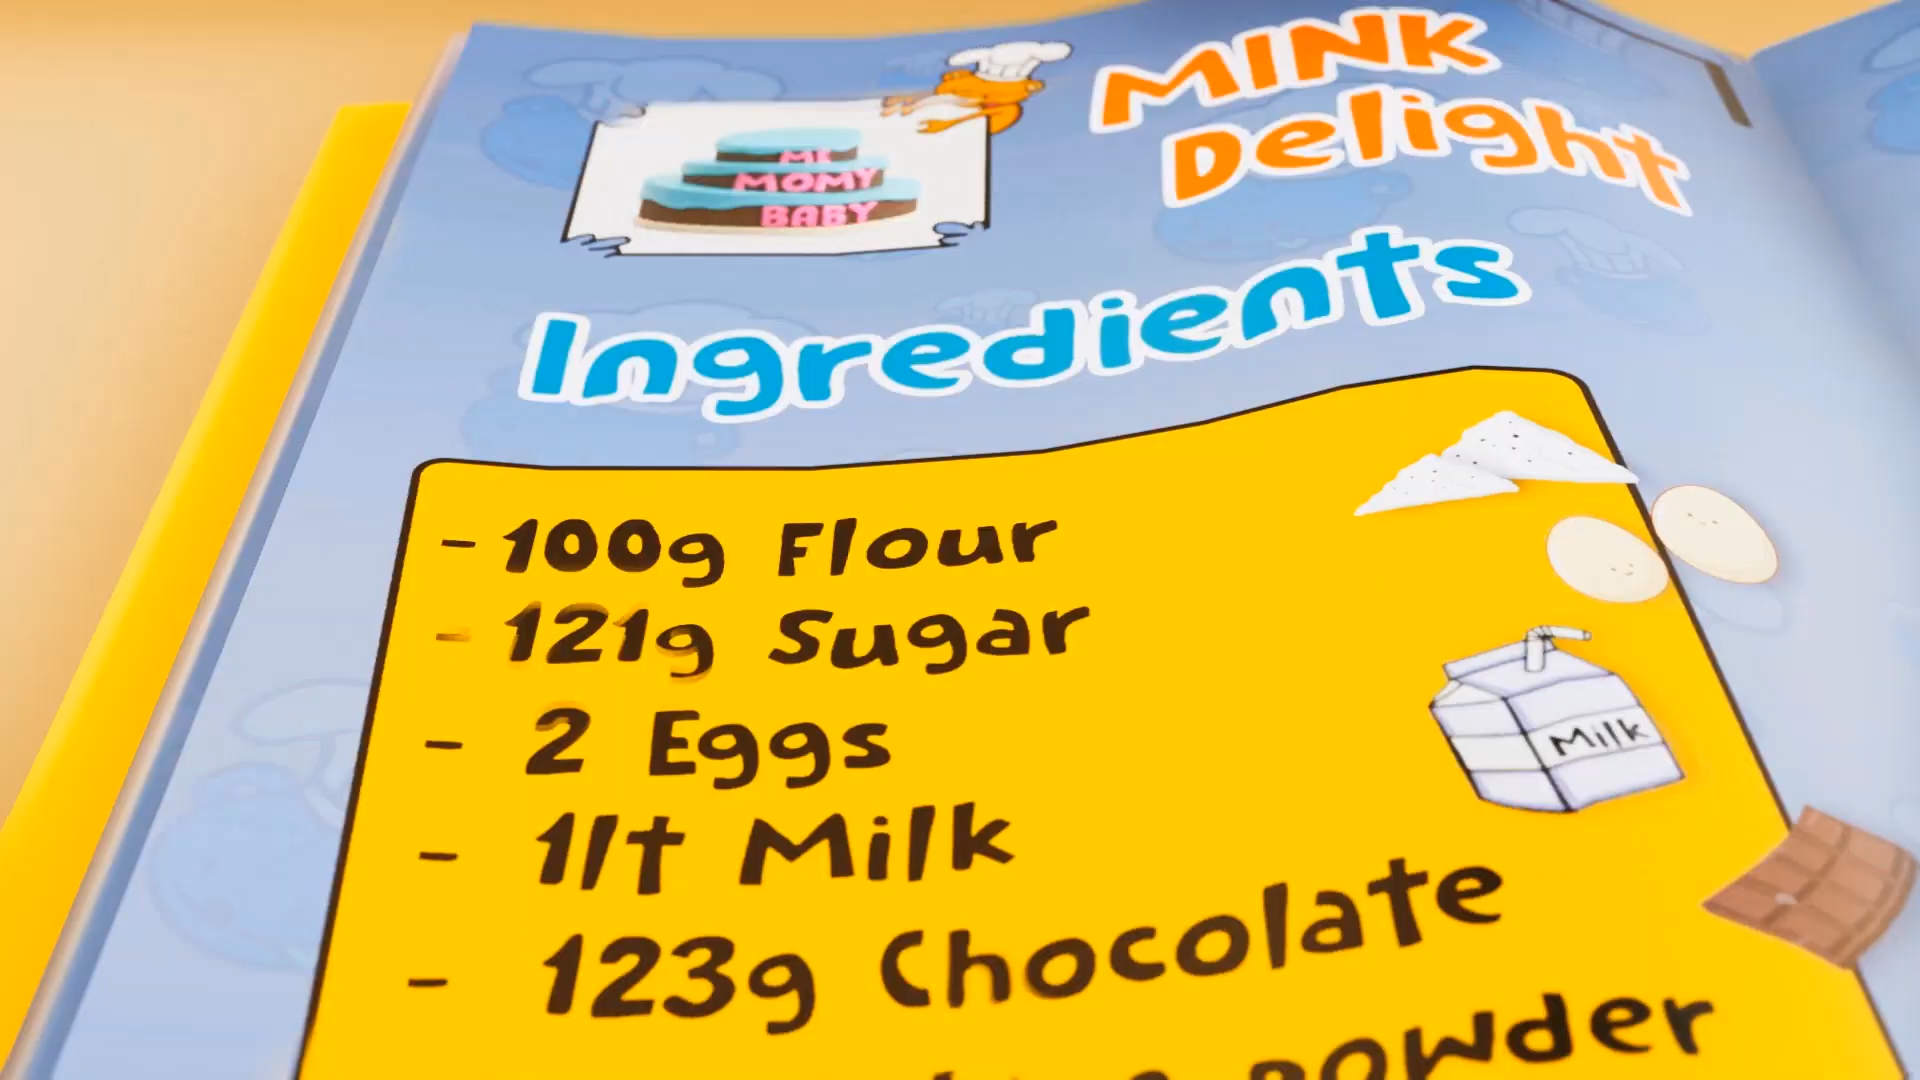 MINK
Delight
ME
MOMY
BABY
Ingredients
- 100g Flour
- 121g Sugar
- 2 Eggs
- 1lt Milk
Milk
- 123g Chocolate
powder